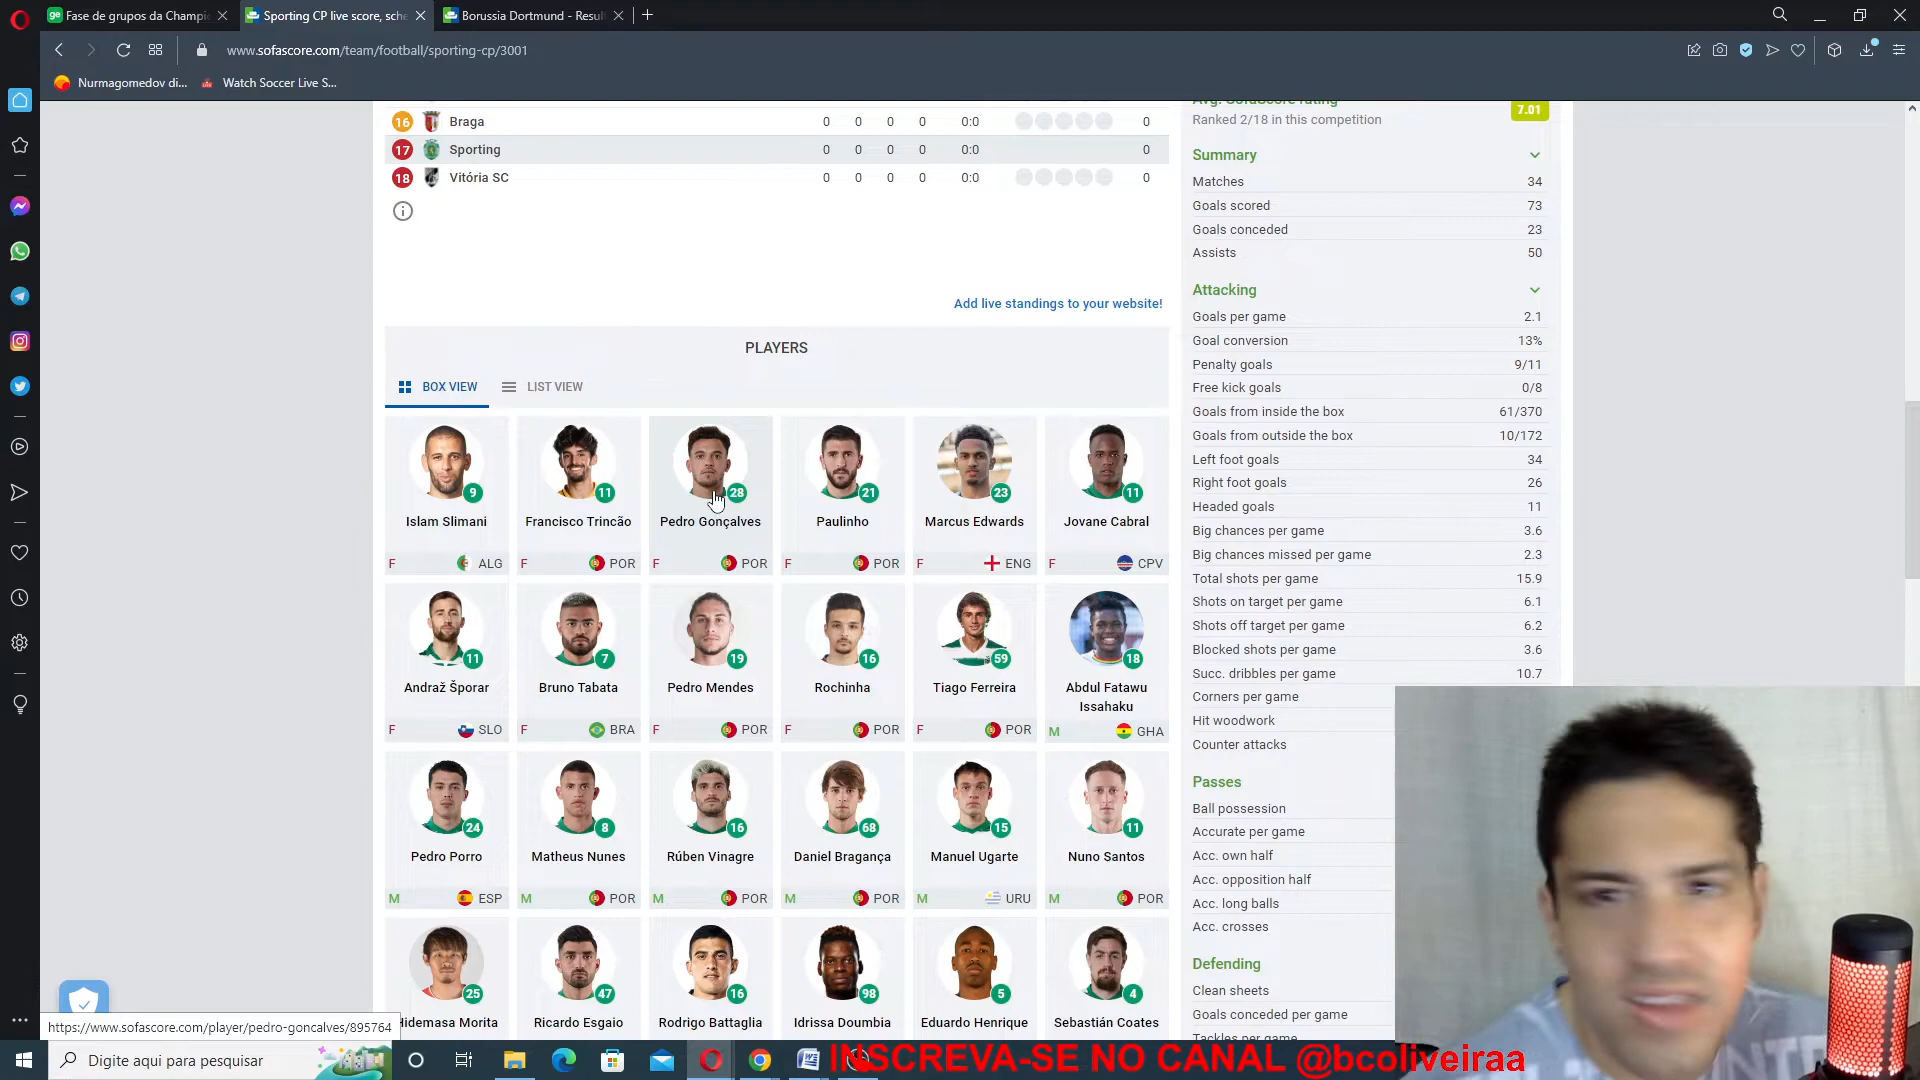 Fase de grupos da Champi
Sporting CP live score, sche
Borussia Dortmund - Resul
www.sofascore.com/team/football/sporting-cp/3001
Nurmagomedov di...
Watch Soccer Live S...
16 Braga 0 0 0 0 0:0 0
17 Sporting 0 0 0 0 0:0 0
18 Vitória SC 0 0 0 0 0:0 0
Add live standings to your website!
PLAYERS
BOX VIEW
LIST VIEW
9 11 28 21 23 11
Islam Slimani Francisco Trincão Pedro Gonçalves Paulinho Marcus Edwards Jovane Cabral
F ALG F POR F POR F POR F ENG F CPV
11 7 19 16 59 18
Andraž Šporar Bruno Tabata Pedro Mendes Rochinha Tiago Ferreira Abdul Fatawu
Issahaku
F SLO F BRA F POR F POR F POR M GHA
24 8 16 68 15 11
Pedro Porro Matheus Nunes Rúben Vinagre Daniel Bragança Manuel Ugarte Nuno Santos
M ESP M POR M POR M POR M URU M POR
25 47 16 98 5 4
Hidemasa Morita Ricardo Esgaio Rodrigo Battaglia Idrissa Doumbia Eduardo Henrique Sebastián Coates
Avg. SofaScore rating 7.01
Ranked 2/18 in this competition
Summary
Matches 34
Goals scored 73
Goals conceded 23
Assists 50
Attacking
Goals per game 2.1
Goal conversion 13%
Penalty goals 9/11
Free kick goals 0/8
Goals from inside the box 61/370
Goals from outside the box 10/172
Left foot goals 34
Right foot goals 26
Headed goals 11
Big chances per game 3.6
Big chances missed per game 2.3
Total shots per game 15.9
Shots on target per game 6.1
Shots off target per game 6.2
Blocked shots per game 3.6
Succ. dribbles per game 10.7
Corners per game
Hit woodwork
Counter attacks
Passes
Ball possession
Accurate per game
Acc. own half
Acc. opposition half
Acc. long balls
Acc. crosses
Defending
Clean sheets
Goals conceded per game
Tackles per game
https://www.sofascore.com/player/pedro-goncalves/895764
Digite aqui para pesquisar
INSCREVA-SE NO CANAL @bcoliveiraa